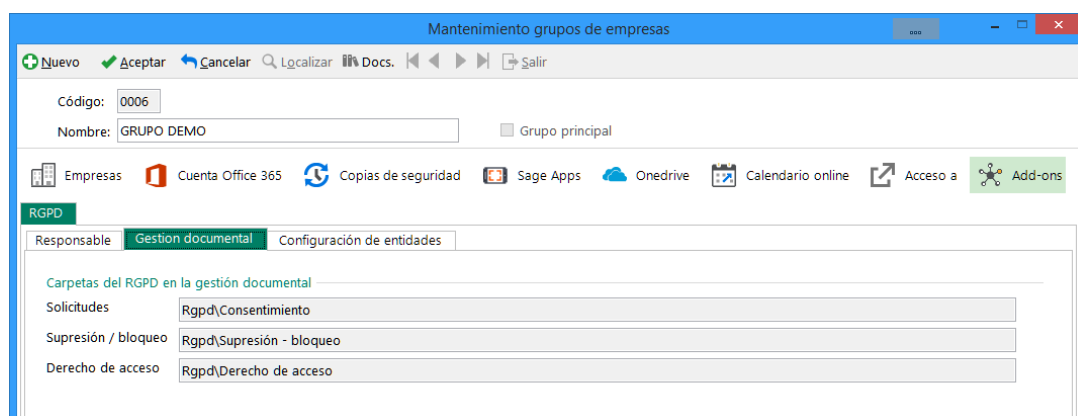 Mantenimiento grupos de empresas
Nuevo Aceptar Cancelar Localizar Docs. Salir
Código: 0006
Nombre: GRUPO DEMO Grupo principal
Empresas Cuenta Office 365 Copias de seguridad Sage Apps Onedrive Calendario online Acceso a Add-ons
RGPD
Responsable Gestion documental Configuración de entidades
Carpetas del RGPD en la gestión documental
Solicitudes Rgpd\Consentimiento
Supresión / bloqueo Rgpd\Supresión - bloqueo
Derecho de acceso Rgpd\Derecho de acceso